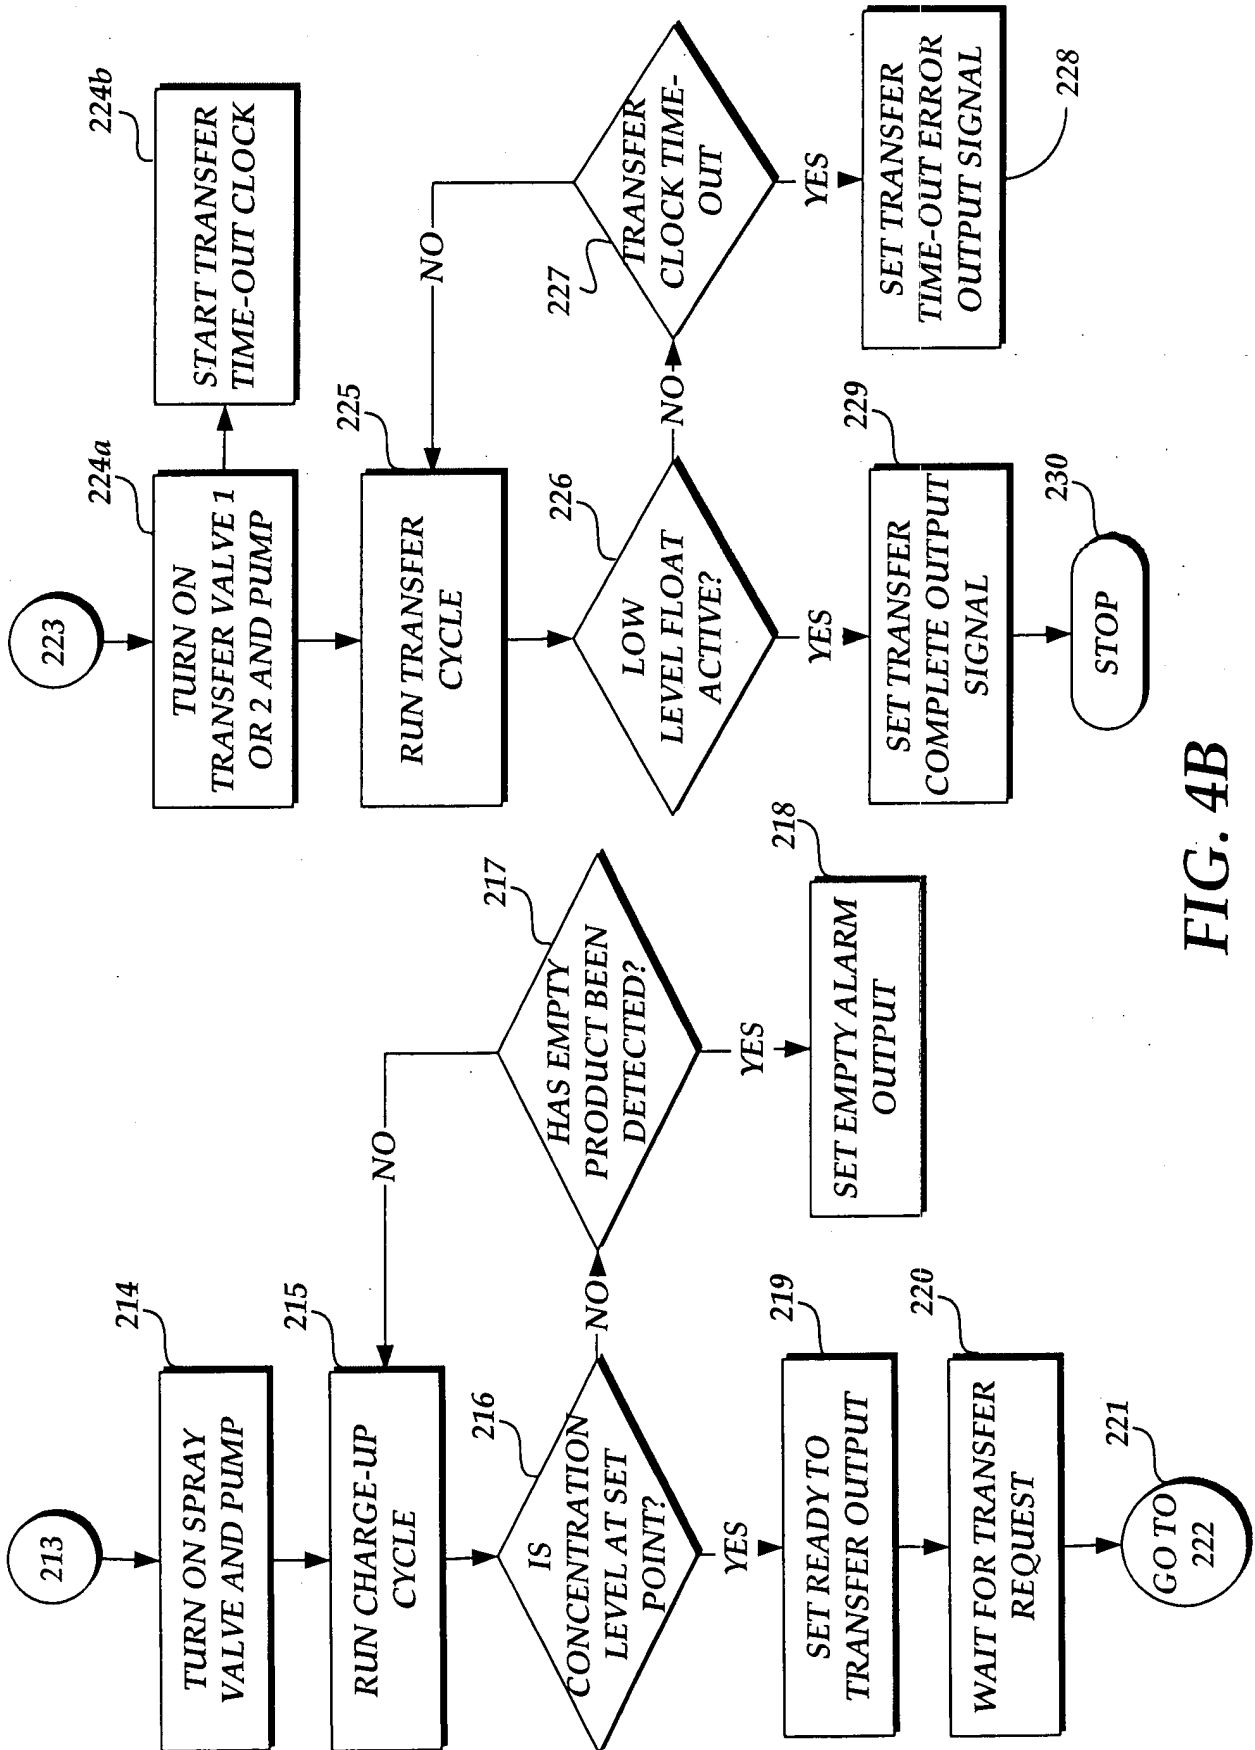 213
214
TURN ON SPRAY
VALVE AND PUMP
215
RUN CHARGE-UP
CYCLE
NO
216
IS
CONCENTRATION
LEVEL AT SET
POINT?
NO
217
HAS EMPTY
PRODUCT BEEN
DETECTED?
YES
218
SET EMPTY ALARM
OUTPUT
YES
219
SET READY TO
TRANSFER OUTPUT
220
WAIT FOR TRANSFER
REQUEST
221
GO TO
222
223
224a
TURN ON
TRANSFER VALVE 1
OR 2 AND PUMP
224b
START TRANSFER
TIME-OUT CLOCK
225
RUN TRANSFER
CYCLE
NO
226
LOW
LEVEL FLOAT
ACTIVE?
NO
227
TRANSFER
CLOCK TIME-
OUT
YES
228
SET TRANSFER
TIME-OUT ERROR
OUTPUT SIGNAL
YES
229
SET TRANSFER
COMPLETE OUTPUT
SIGNAL
230
STOP
FIG. 4B